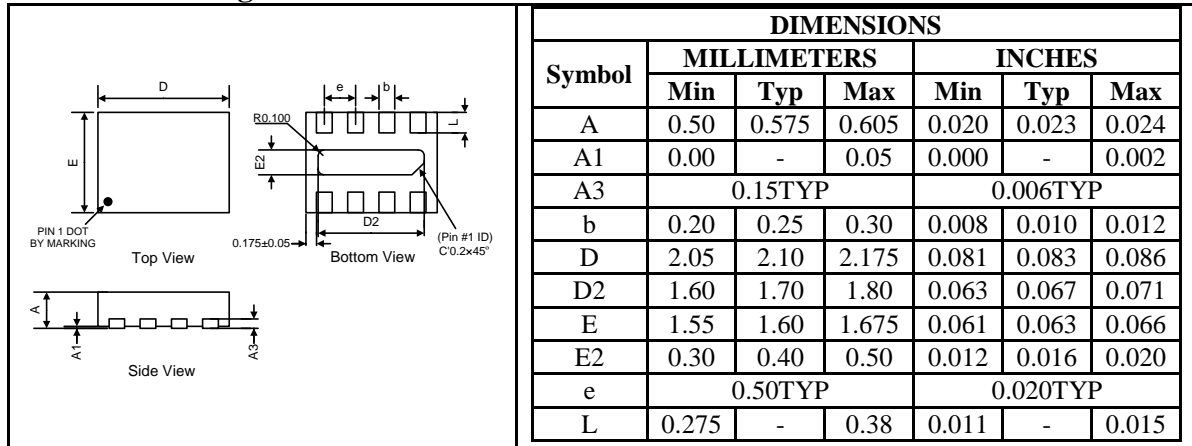 D
E
PIN 1 DOT
BY MARKING
Top View
e
b
L
R0.100
E2
D2
0.175±0.05
(Pin #1 ID)
C'0.2×45°
Bottom View
A
A1
A3
Side View
DIMENSIONS
Symbol MILLIMETERS INCHES
Min Typ Max Min Typ Max
A 0.50 0.575 0.605 0.020 0.023 0.024
A1 0.00 - 0.05 0.000 - 0.002
A3 0.15TYP 0.006TYP
b 0.20 0.25 0.30 0.008 0.010 0.012
D 2.05 2.10 2.175 0.081 0.083 0.086
D2 1.60 1.70 1.80 0.063 0.067 0.071
E 1.55 1.60 1.675 0.061 0.063 0.066
E2 0.30 0.40 0.50 0.012 0.016 0.020
e 0.50TYP 0.020TYP
L 0.275 - 0.38 0.011 - 0.015